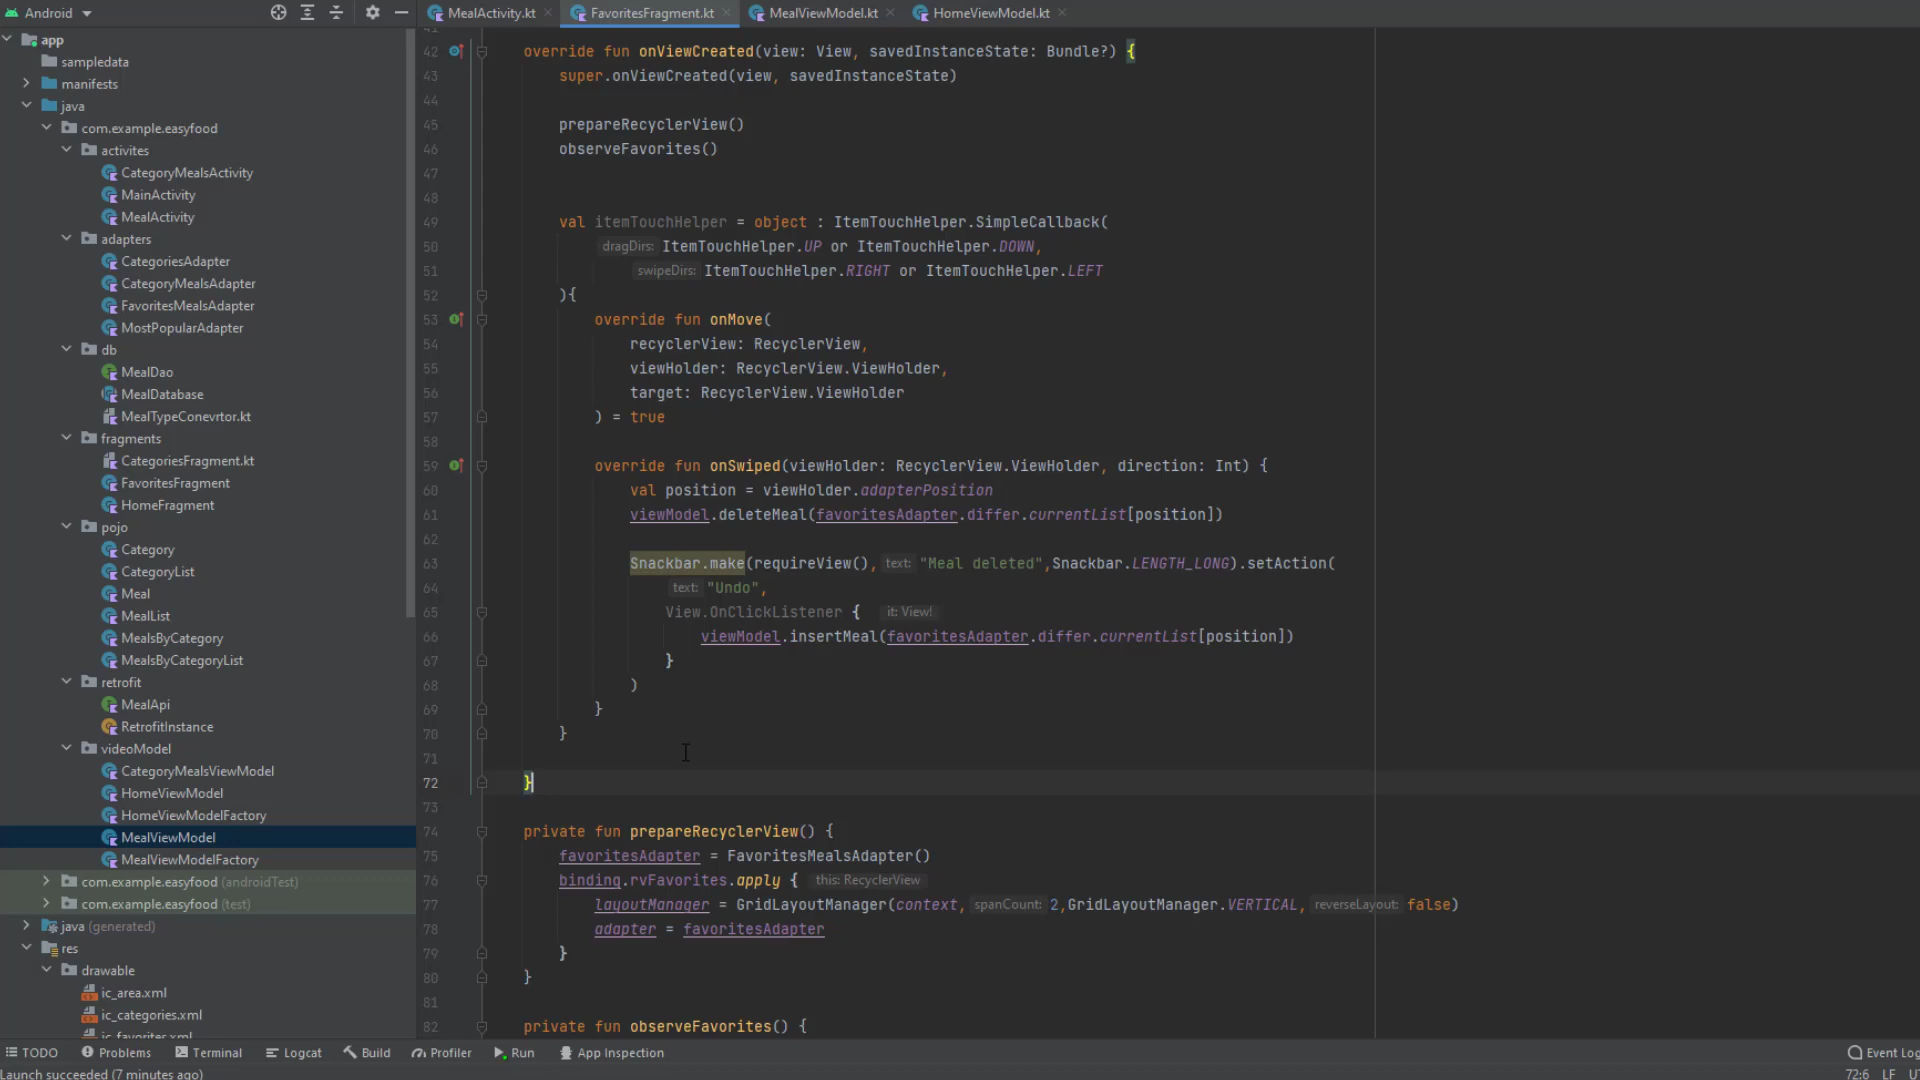 Android
MealActivity.kt
FavoritesFragment.kt
MealViewModel.kt
HomeViewModel.kt
app
sampledata
manifests
java
com.example.easyfood
activites
CategoryMealsActivity
MainActivity
MealActivity
adapters
CategoriesAdapter
CategoryMealsAdapter
FavoritesMealsAdapter
MostPopularAdapter
db
MealDao
MealDatabase
MealTypeConevrtor.kt
fragments
CategoriesFragment.kt
FavoritesFragment
HomeFragment
pojo
Category
CategoryList
Meal
MealList
MealsByCategory
MealsByCategoryList
retrofit
MealApi
RetrofitInstance
videoModel
CategoryMealsViewModel
HomeViewModel
HomeViewModelFactory
MealViewModel
MealViewModelFactory
com.example.easyfood (androidTest)
com.example.easyfood (test)
java (generated)
res
drawable
ic_area.xml
ic_categories.xml
ic_favorites.xml
41
42 override fun onViewCreated(view: View, savedInstanceState: Bundle?) {
43 super.onViewCreated(view, savedInstanceState)
44
45 prepareRecyclerView()
46 observeFavorites()
47
48
49 val itemTouchHelper = object : ItemTouchHelper.SimpleCallback(
50 dragDirs: ItemTouchHelper.UP or ItemTouchHelper.DOWN,
51 swipeDirs: ItemTouchHelper.RIGHT or ItemTouchHelper.LEFT
52 ){
53 override fun onMove(
54 recyclerView: RecyclerView,
55 viewHolder: RecyclerView.ViewHolder,
56 target: RecyclerView.ViewHolder
57 ) = true
58
59 override fun onSwiped(viewHolder: RecyclerView.ViewHolder, direction: Int) {
60 val position = viewHolder.adapterPosition
61 viewModel.deleteMeal(favoritesAdapter.differ.currentList[position])
62
63 Snackbar.make(requireView(), text: "Meal deleted",Snackbar.LENGTH_LONG).setAction(
64 text: "Undo",
65 View.OnClickListener { it: View!
66 viewModel.insertMeal(favoritesAdapter.differ.currentList[position])
67 }
68 )
69 }
70 }
71
72 }
73
74 private fun prepareRecyclerView() {
75 favoritesAdapter = FavoritesMealsAdapter()
76 binding.rvFavorites.apply { this: RecyclerView
77 layoutManager = GridLayoutManager(context, spanCount: 2,GridLayoutManager.VERTICAL, reverseLayout: false)
78 adapter = favoritesAdapter
79 }
80 }
81
82 private fun observeFavorites() {
TODO Problems Terminal Logcat Build Profiler Run App Inspection Event Log
Launch succeeded (7 minutes ago) 72:6 LF